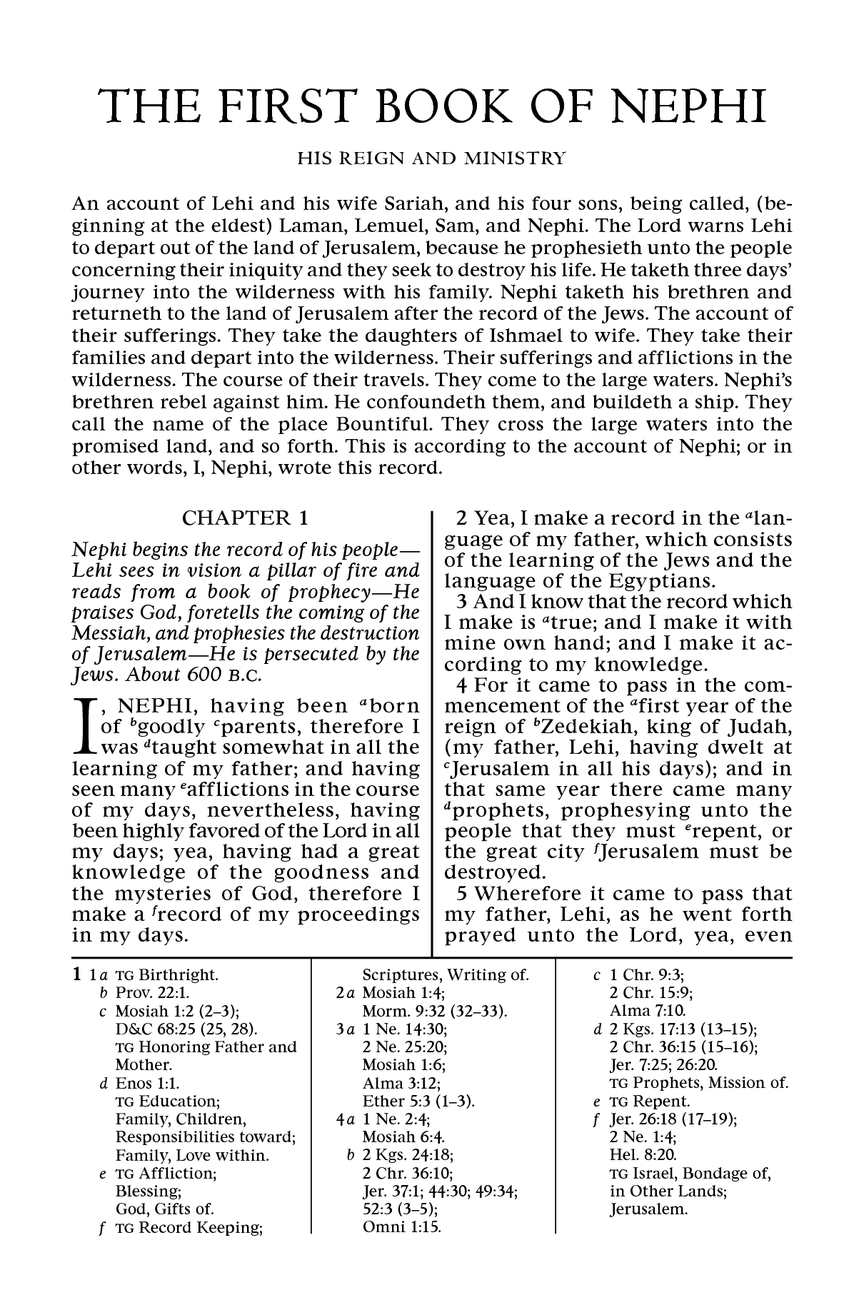 THE FIRST BOOK OF NEPHI
HIS REIGN AND MINISTRY
An account of Lehi and his wife Sariah, and his four sons, being called, (be-
ginning at the eldest) Laman, Lemuel, Sam, and Nephi. The Lord warns Lehi
to depart out of the land of Jerusalem, because he prophesieth unto the people
concerning their iniquity and they seek to destroy his life. He taketh three days’
journey into the wilderness with his family. Nephi taketh his brethren and
returneth to the land of Jerusalem after the record of the Jews. The account of
their sufferings. They take the daughters of Ishmael to wife. They take their
families and depart into the wilderness. Their sufferings and afflictions in the
wilderness. The course of their travels. They come to the large waters. Nephi’s
brethren rebel against him. He confoundeth them, and buildeth a ship. They
call the name of the place Bountiful. They cross the large waters into the
promised land, and so forth. This is according to the account of Nephi; or in
other words, I, Nephi, wrote this record.
CHAPTER 1
Nephi begins the record of his people—
Lehi sees in vision a pillar of fire and
reads from a book of prophecy—He
praises God, foretells the coming of the
Messiah, and prophesies the destruction
of Jerusalem—He is persecuted by the
Jews. About 600 B.C.
I, NEPHI, having been a born
of b goodly c parents, therefore I
was d taught somewhat in all the
learning of my father; and having
seen many e afflictions in the course
of my days, nevertheless, having
been highly favored of the Lord in all
my days; yea, having had a great
knowledge of the goodness and
the mysteries of God, therefore I
make a f record of my proceedings
in my days.
2 Yea, I make a record in the a lan-
guage of my father, which consists
of the learning of the Jews and the
language of the Egyptians.
3 And I know that the record which
I make is a true; and I make it with
mine own hand; and I make it ac-
cording to my knowledge.
4 For it came to pass in the com-
mencement of the a first year of the
reign of b Zedekiah, king of Judah,
(my father, Lehi, having dwelt at
c Jerusalem in all his days); and in
that same year there came many
d prophets, prophesying unto the
people that they must e repent, or
the great city f Jerusalem must be
destroyed.
5 Wherefore it came to pass that
my father, Lehi, as he went forth
prayed unto the Lord, yea, even
1 1a TG Birthright.
b Prov. 22:1.
c Mosiah 1:2 (2–3);
D&C 68:25 (25, 28).
TG Honoring Father and
Mother.
d Enos 1:1.
TG Education;
Family, Children,
Responsibilities toward;
Family, Love within.
e TG Affliction;
Blessing;
God, Gifts of.
f TG Record Keeping;
Scriptures, Writing of.
2a Mosiah 1:4;
Morm. 9:32 (32–33).
3a 1 Ne. 14:30;
2 Ne. 25:20;
Mosiah 1:6;
Alma 3:12;
Ether 5:3 (1–3).
4a 1 Ne. 2:4;
Mosiah 6:4.
b 2 Kgs. 24:18;
2 Chr. 36:10;
Jer. 37:1; 44:30; 49:34;
52:3 (3–5);
Omni 1:15.
c 1 Chr. 9:3;
2 Chr. 15:9;
Alma 7:10.
d 2 Kgs. 17:13 (13–15);
2 Chr. 36:15 (15–16);
Jer. 7:25; 26:20.
TG Prophets, Mission of.
e TG Repent.
f Jer. 26:18 (17–19);
2 Ne. 1:4;
Hel. 8:20.
TG Israel, Bondage of,
in Other Lands;
Jerusalem.